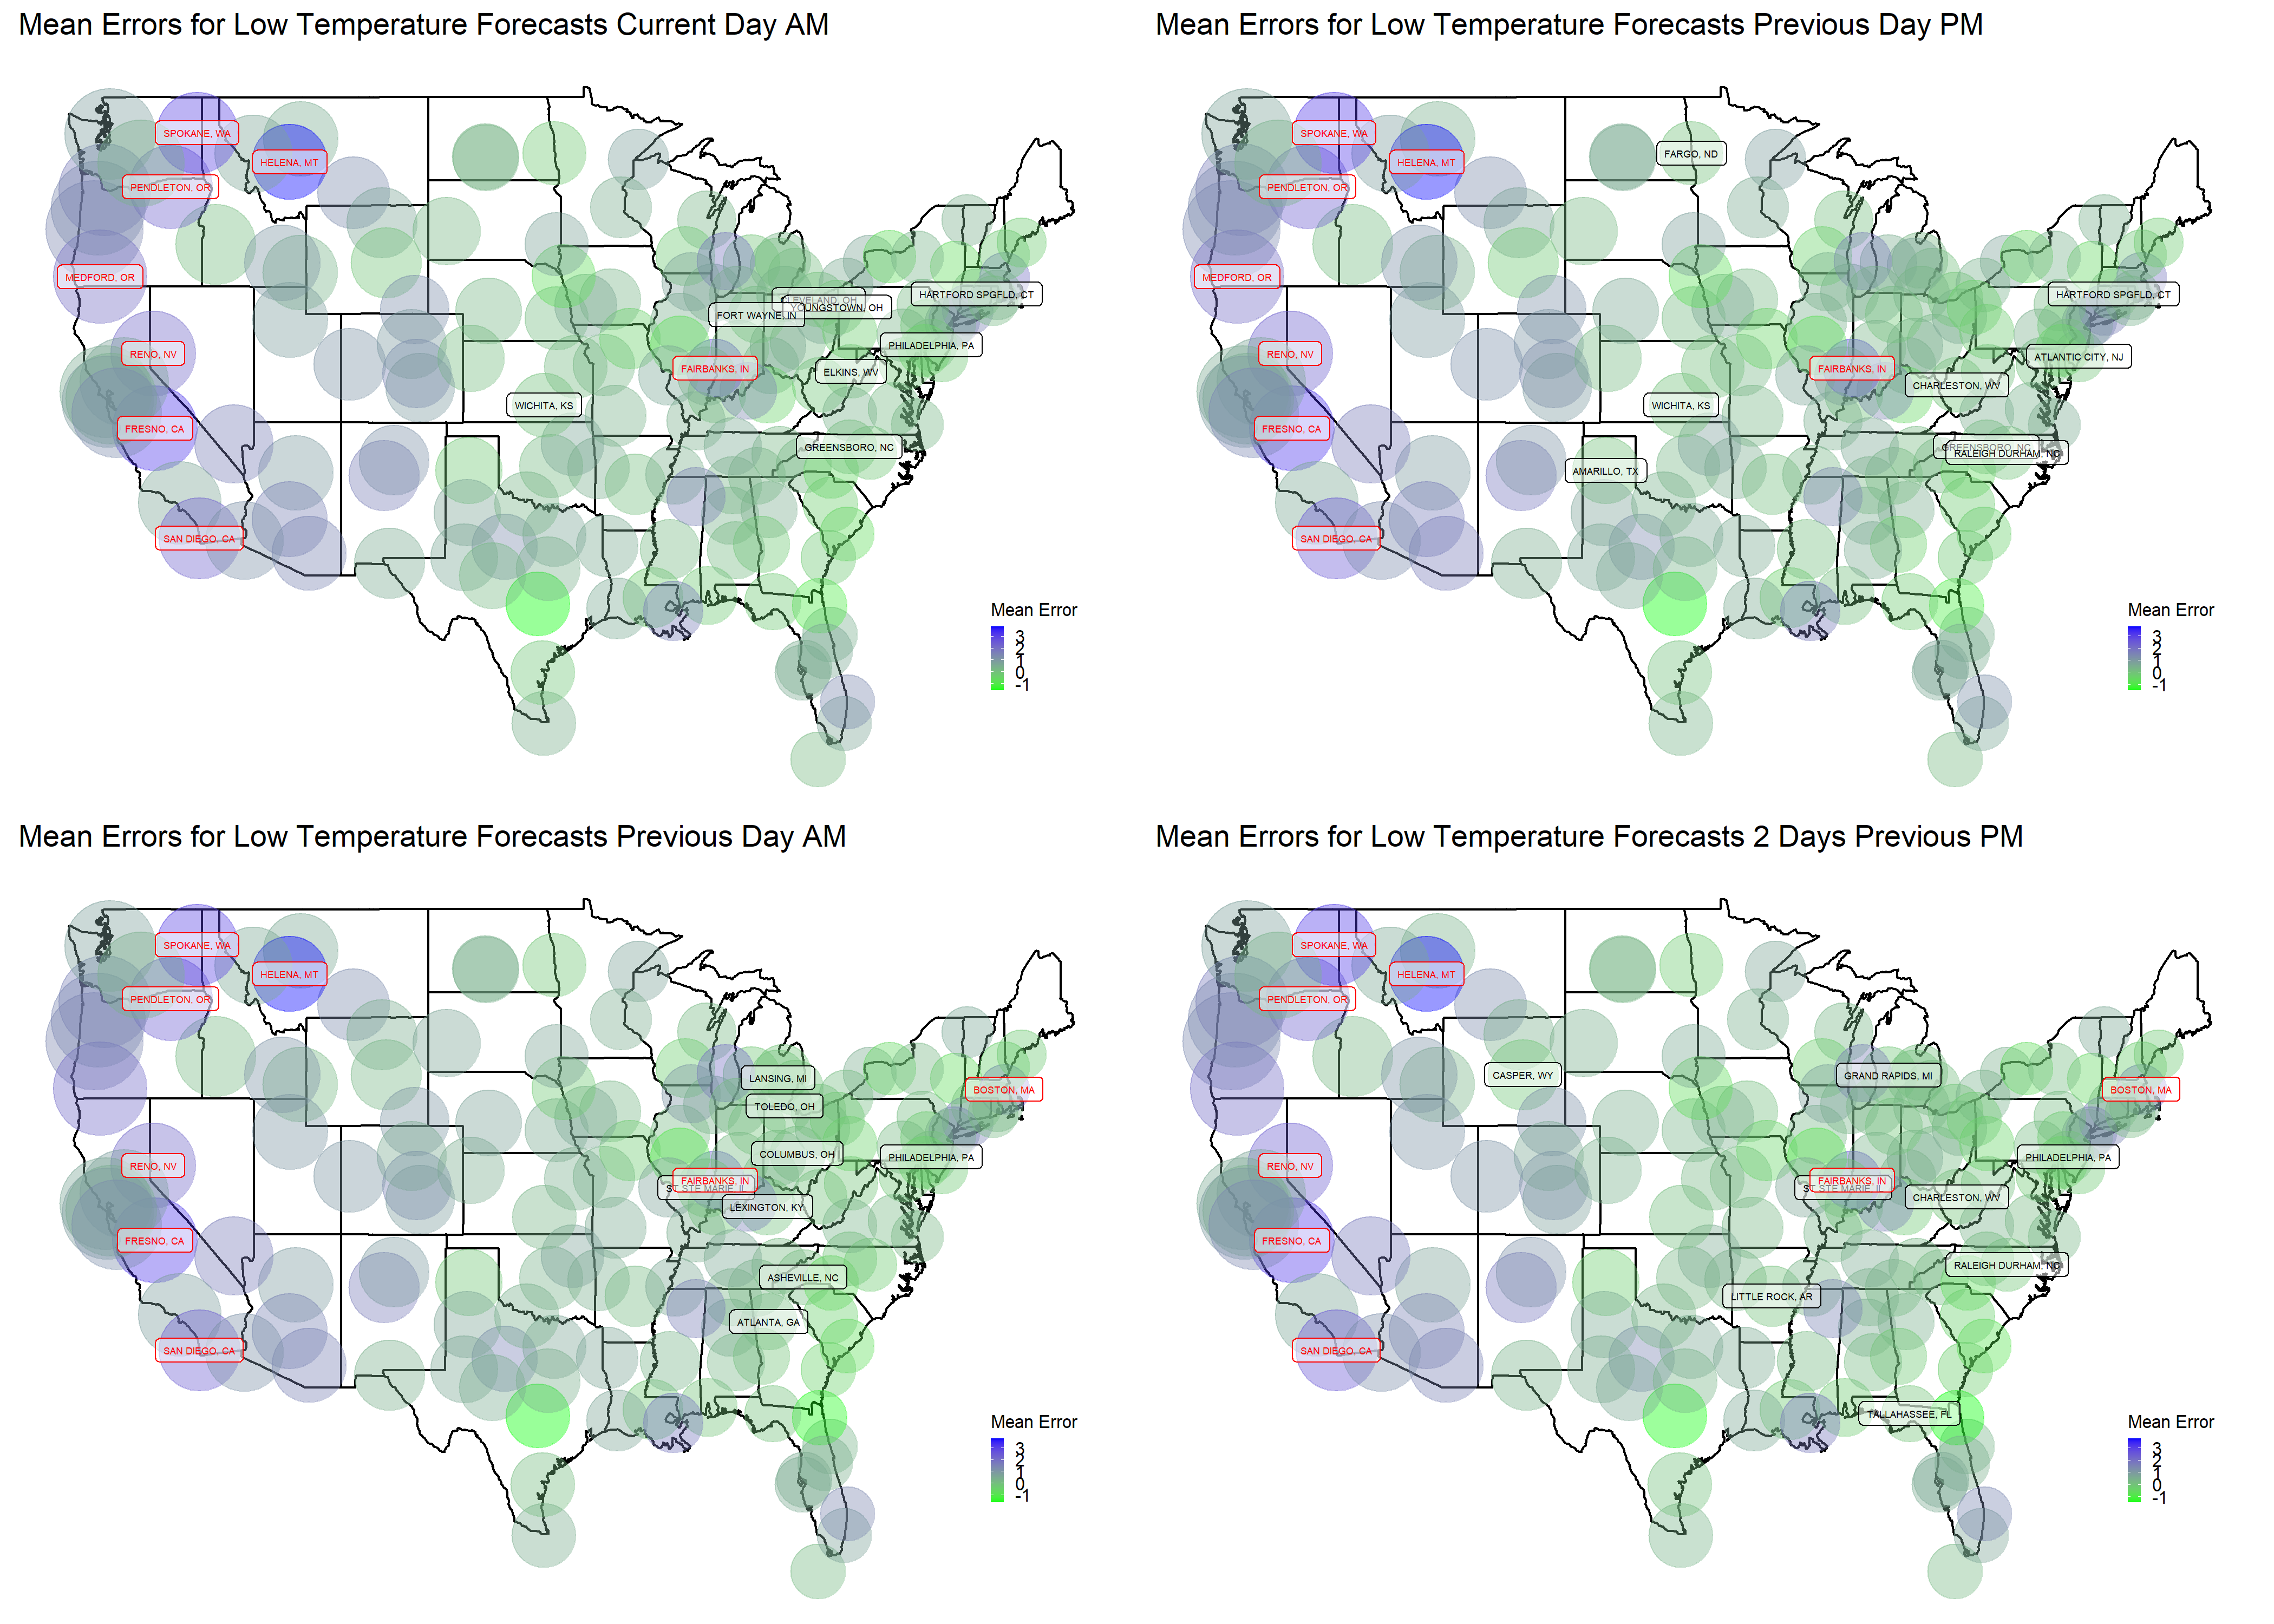 Mean Errors for Low Temperature Forecasts Current Day AM
SPOKANE, WA
HELENA, MT
PENDLETON, OR
MEDFORD, OR
HARTFORD SPGFLD, CT
YOUNGSTOWN, OH
FORT WAYNE, IN
PHILADELPHIA, PA
RENO, NV
FAIRBANKS, IN
ELKINS, WV
WICHITA, KS
FRESNO, CA
GREENSBORO, NC
SAN DIEGO, CA
Mean Error
3
2
1
0
-1
Mean Errors for Low Temperature Forecasts Previous Day PM
SPOKANE, WA
FARGO, ND
HELENA, MT
PENDLETON, OR
MEDFORD, OR
HARTFORD SPGFLD, CT
RENO, NV
ATLANTIC CITY, NJ
FAIRBANKS, IN
CHARLESTON, WV
WICHITA, KS
FRESNO, CA
GREENSBORO, NC
RALEIGH DURHAM, NC
AMARILLO, TX
SAN DIEGO, CA
Mean Error
3
2
1
0
-1
Mean Errors for Low Temperature Forecasts Previous Day AM
SPOKANE, WA
HELENA, MT
PENDLETON, OR
LANSING, MI
BOSTON, MA
TOLEDO, OH
COLUMBUS, OH
PHILADELPHIA, PA
RENO, NV
FAIRBANKS, IN
STE MARIE, IL
LEXINGTON, KY
FRESNO, CA
ASHEVILLE, NC
ATLANTA, GA
SAN DIEGO, CA
Mean Error
3
2
1
0
-1
Mean Errors for Low Temperature Forecasts 2 Days Previous PM
SPOKANE, WA
HELENA, MT
PENDLETON, OR
CASPER, WY
GRAND RAPIDS, MI
BOSTON, MA
PHILADELPHIA, PA
RENO, NV
FAIRBANKS, IN
STE MARIE, IL
CHARLESTON, WV
FRESNO, CA
RALEIGH DURHAM, NC
LITTLE ROCK, AR
SAN DIEGO, CA
TALLAHASSEE, FL
Mean Error
3
2
1
0
-1